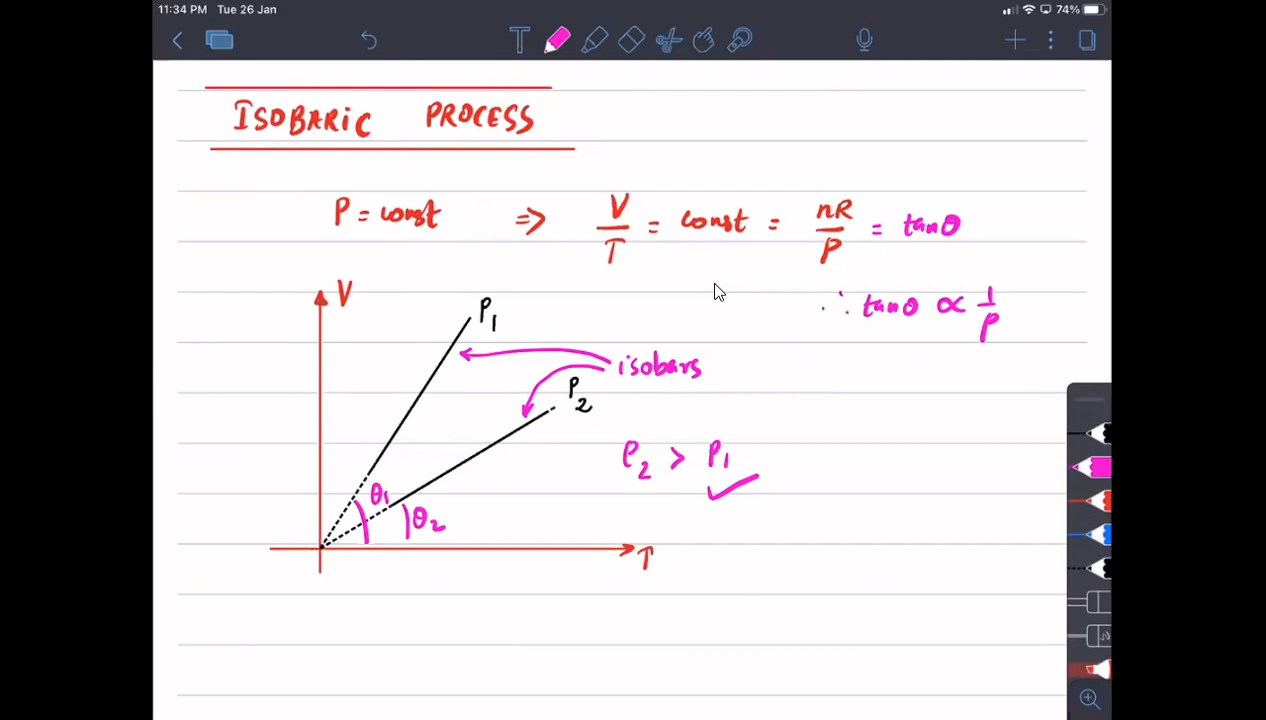 11:34 PM Tue 26 Jan 74%
T
ISOBARIC PROCESS
P = const => V/T = const = nR/P = tanθ
∴ tanθ ∝ 1/P
V
P1
isobars
P2
P2 > P1
θ1
θ2
T